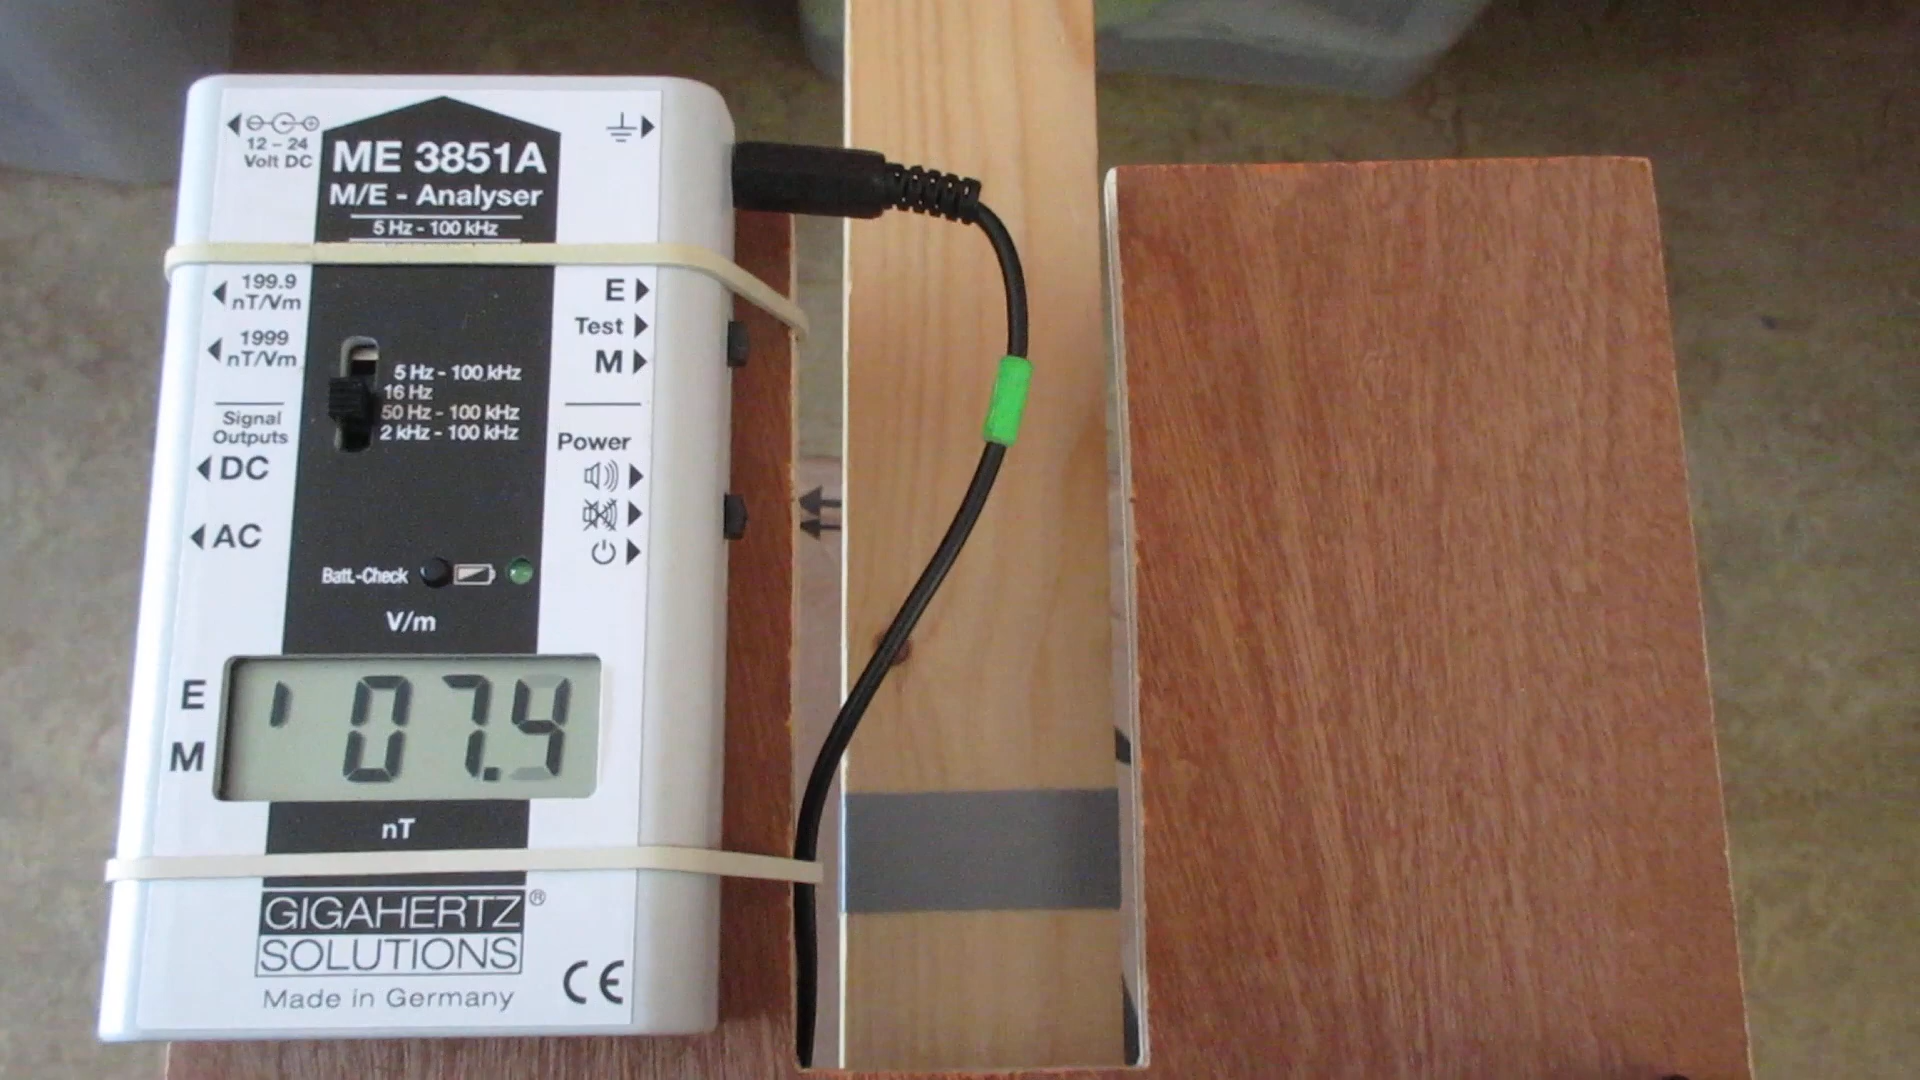 12 – 24
Volt DC
ME 3851A
M/E - Analyser
5 Hz - 100 kHz
199.9
nT/Vm
1999
nT/Vm
E
Test
M
5 Hz - 100 kHz
16 Hz
50 Hz - 100 kHz
2 kHz - 100 kHz
Signal
Outputs
DC
AC
Power
Batt.-Check
V/m
E
M
07.4
nT
GIGAHERTZ®
SOLUTIONS
Made in Germany
CE